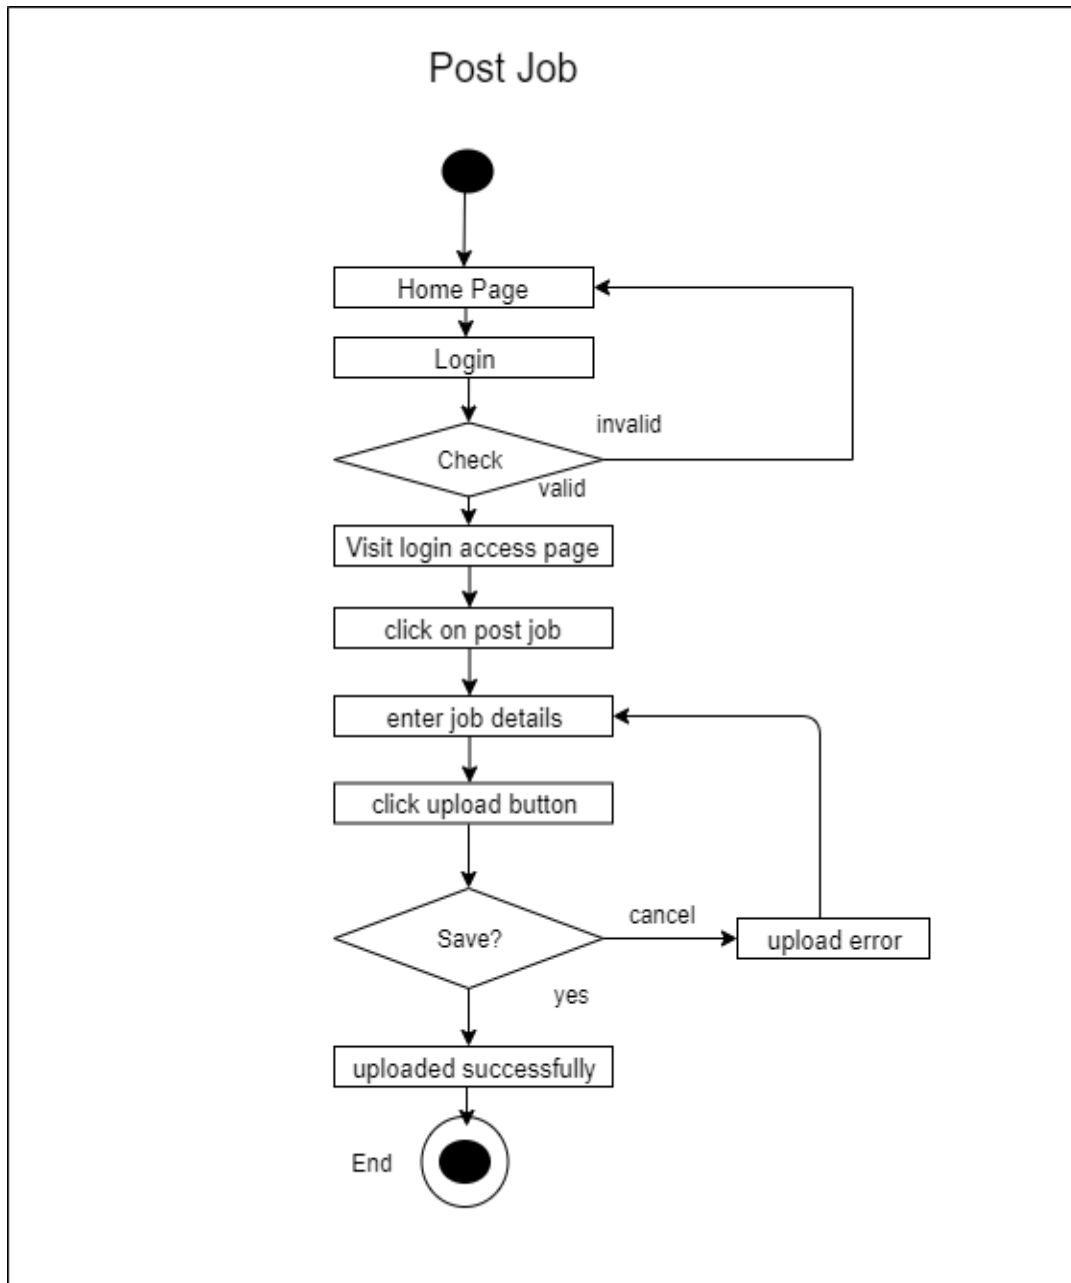 Post Job
Home Page
Login
invalid
Check
valid
Visit login access page
click on post job
enter job details
click upload button
cancel
Save?
upload error
yes
uploaded successfully
End